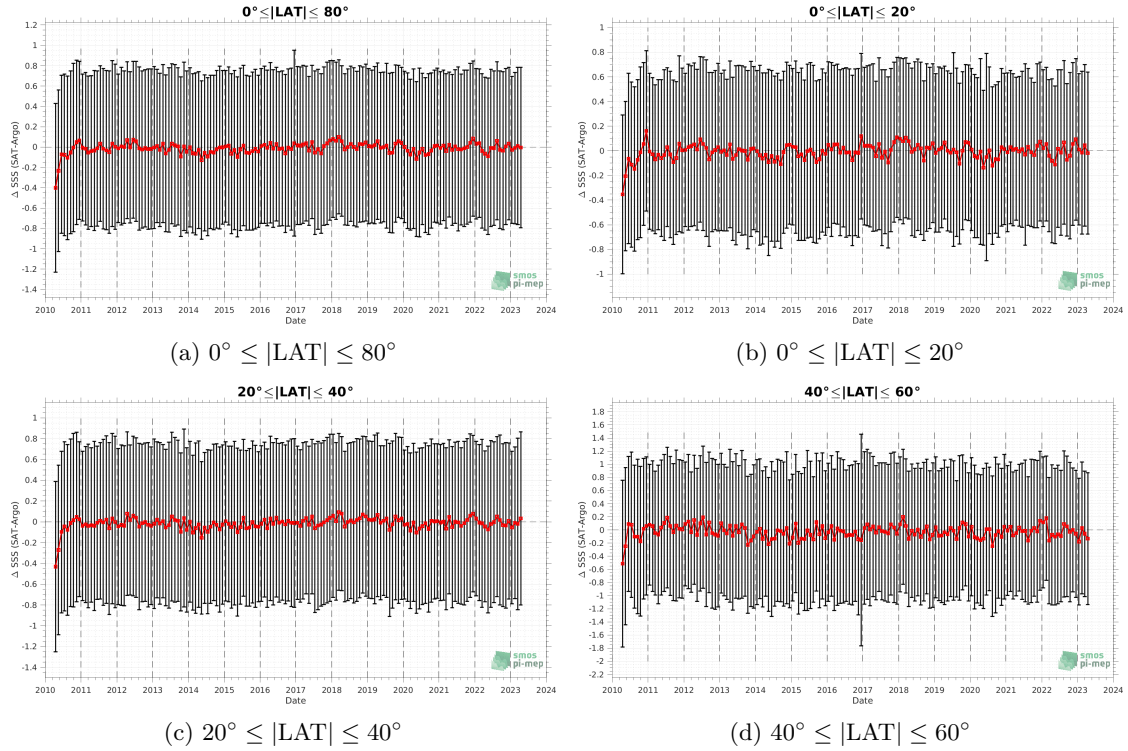 0°≤|LAT|≤ 80°
1.2
1
0.8
0.6
0.4
0.2
0
-0.2
-0.4
-0.6
-0.8
-1
-1.2
-1.4
Δ SSS (SAT-Argo)
2010 2011 2012 2013 2014 2015 2016 2017 2018 2019 2020 2021 2022 2023 2024
Date
smos
pi-mep
(a) 0° ≤ |LAT| ≤ 80°
0°≤|LAT|≤ 20°
1
0.8
0.6
0.4
0.2
0
-0.2
-0.4
-0.6
-0.8
-1
Δ SSS (SAT-Argo)
2010 2011 2012 2013 2014 2015 2016 2017 2018 2019 2020 2021 2022 2023 2024
Date
smos
pi-mep
(b) 0° ≤ |LAT| ≤ 20°
20°≤|LAT|≤ 40°
1
0.8
0.6
0.4
0.2
0
-0.2
-0.4
-0.6
-0.8
-1
-1.2
-1.4
Δ SSS (SAT-Argo)
2010 2011 2012 2013 2014 2015 2016 2017 2018 2019 2020 2021 2022 2023 2024
Date
smos
pi-mep
(c) 20° ≤ |LAT| ≤ 40°
40°≤|LAT|≤ 60°
1.8
1.6
1.4
1.2
1
0.8
0.6
0.4
0.2
0
-0.2
-0.4
-0.6
-0.8
-1
-1.2
-1.4
-1.6
-1.8
-2
-2.2
Δ SSS (SAT-Argo)
2010 2011 2012 2013 2014 2015 2016 2017 2018 2019 2020 2021 2022 2023 2024
Date
smos
pi-mep
(d) 40° ≤ |LAT| ≤ 60°